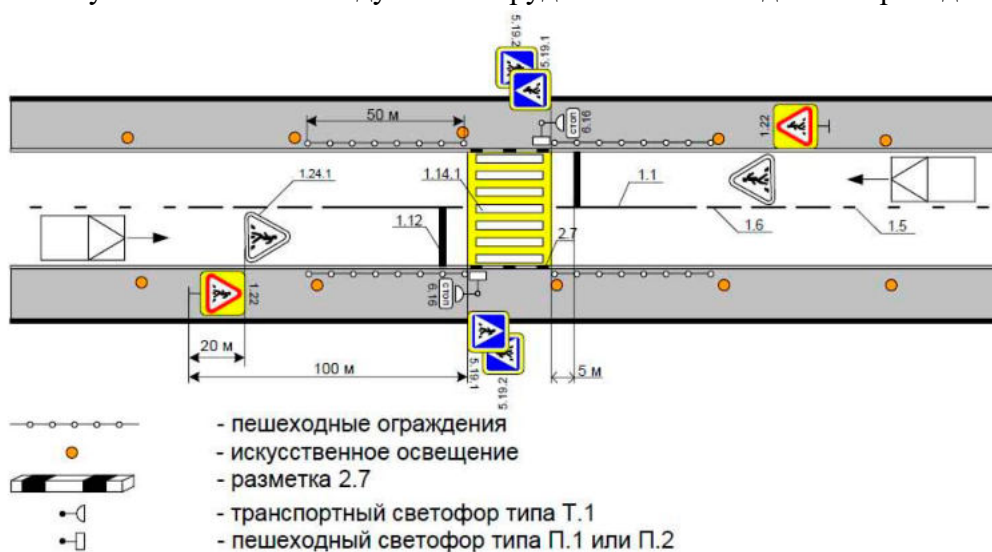 5.19.2
5.19.1
50 м
стоп
6.16
1.22
1.24.1
1.14.1
1.1
1.12
1.6
1.5
2.7
стоп
6.16
1.22
20 м
100 м
5.19.1
5.19.2
5 м
- пешеходные ограждения
- искусственное освещение
- разметка 2.7
- транспортный светофор типа Т.1
- пешеходный светофор типа П.1 или П.2